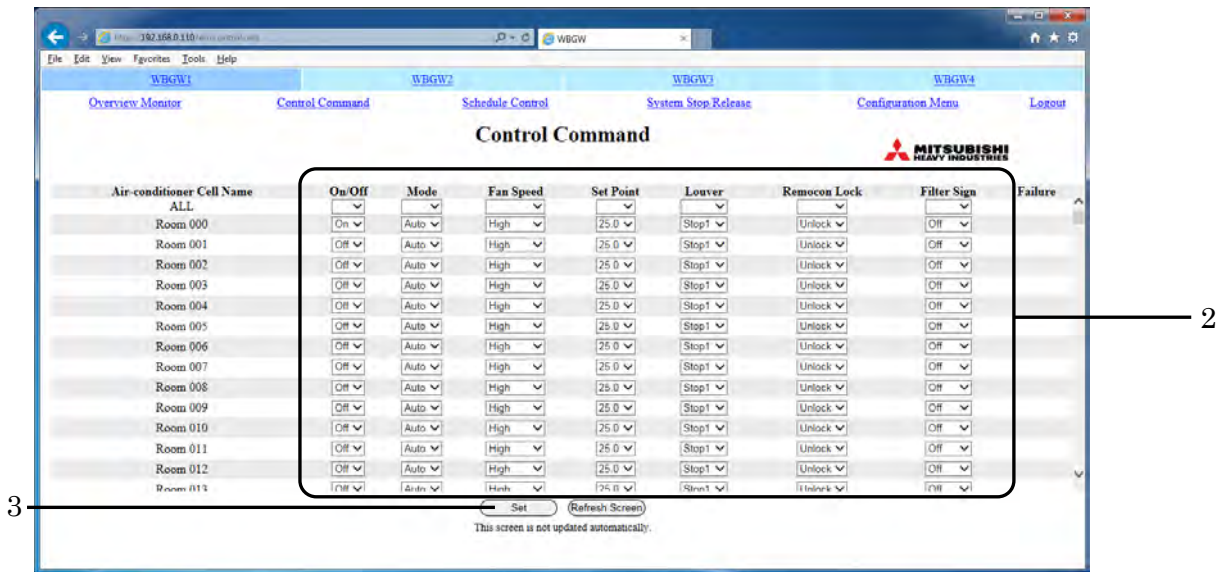 192.168.0.110
WBGW
File Edit View Favorites Tools Help
WBGW1 WBGW2 WBGW3 WBGW4
Overview Monitor Control Command Schedule Control System Stop/Release Configuration Menu Logout
Control Command
MITSUBISHI
HEAVY INDUSTRIES
Air-conditioner Cell Name On/Off Mode Fan Speed Set Point Louver Remocon Lock Filter Sign Failure
ALL
Room 000 On Auto High 25.0 Stop1 Unlock Off
Room 001 Off Auto High 25.0 Stop1 Unlock Off
Room 002 Off Auto High 25.0 Stop1 Unlock Off
Room 003 Off Auto High 25.0 Stop1 Unlock Off
Room 004 Off Auto High 25.0 Stop1 Unlock Off
Room 005 Off Auto High 25.0 Stop1 Unlock Off
2
Room 006 Off Auto High 25.0 Stop1 Unlock Off
Room 007 Off Auto High 25.0 Stop1 Unlock Off
Room 008 Off Auto High 25.0 Stop1 Unlock Off
Room 009 Off Auto High 25.0 Stop1 Unlock Off
Room 010 Off Auto High 25.0 Stop1 Unlock Off
Room 011 Off Auto High 25.0 Stop1 Unlock Off
Room 012 Off Auto High 25.0 Stop1 Unlock Off
Room 013 Off Auto High 25.0 Stop1 Unlock Off
3
Set Refresh Screen
This screen is not updated automatically.